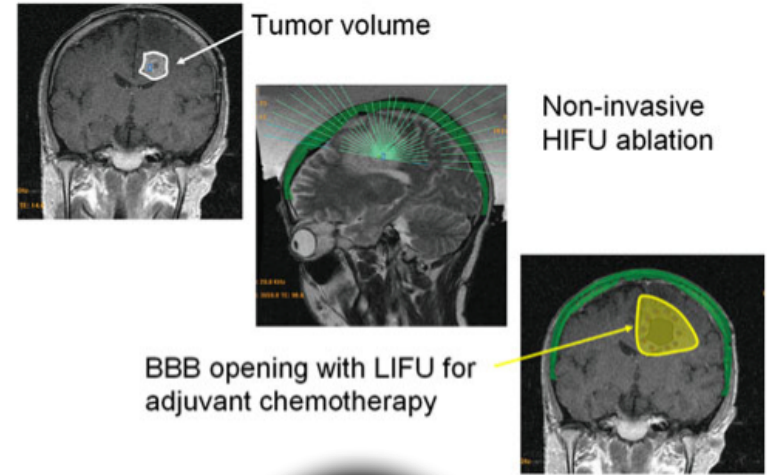 Tumor volume
Non-invasive
HIFU ablation
BBB opening with LIFU for
adjuvant chemotherapy